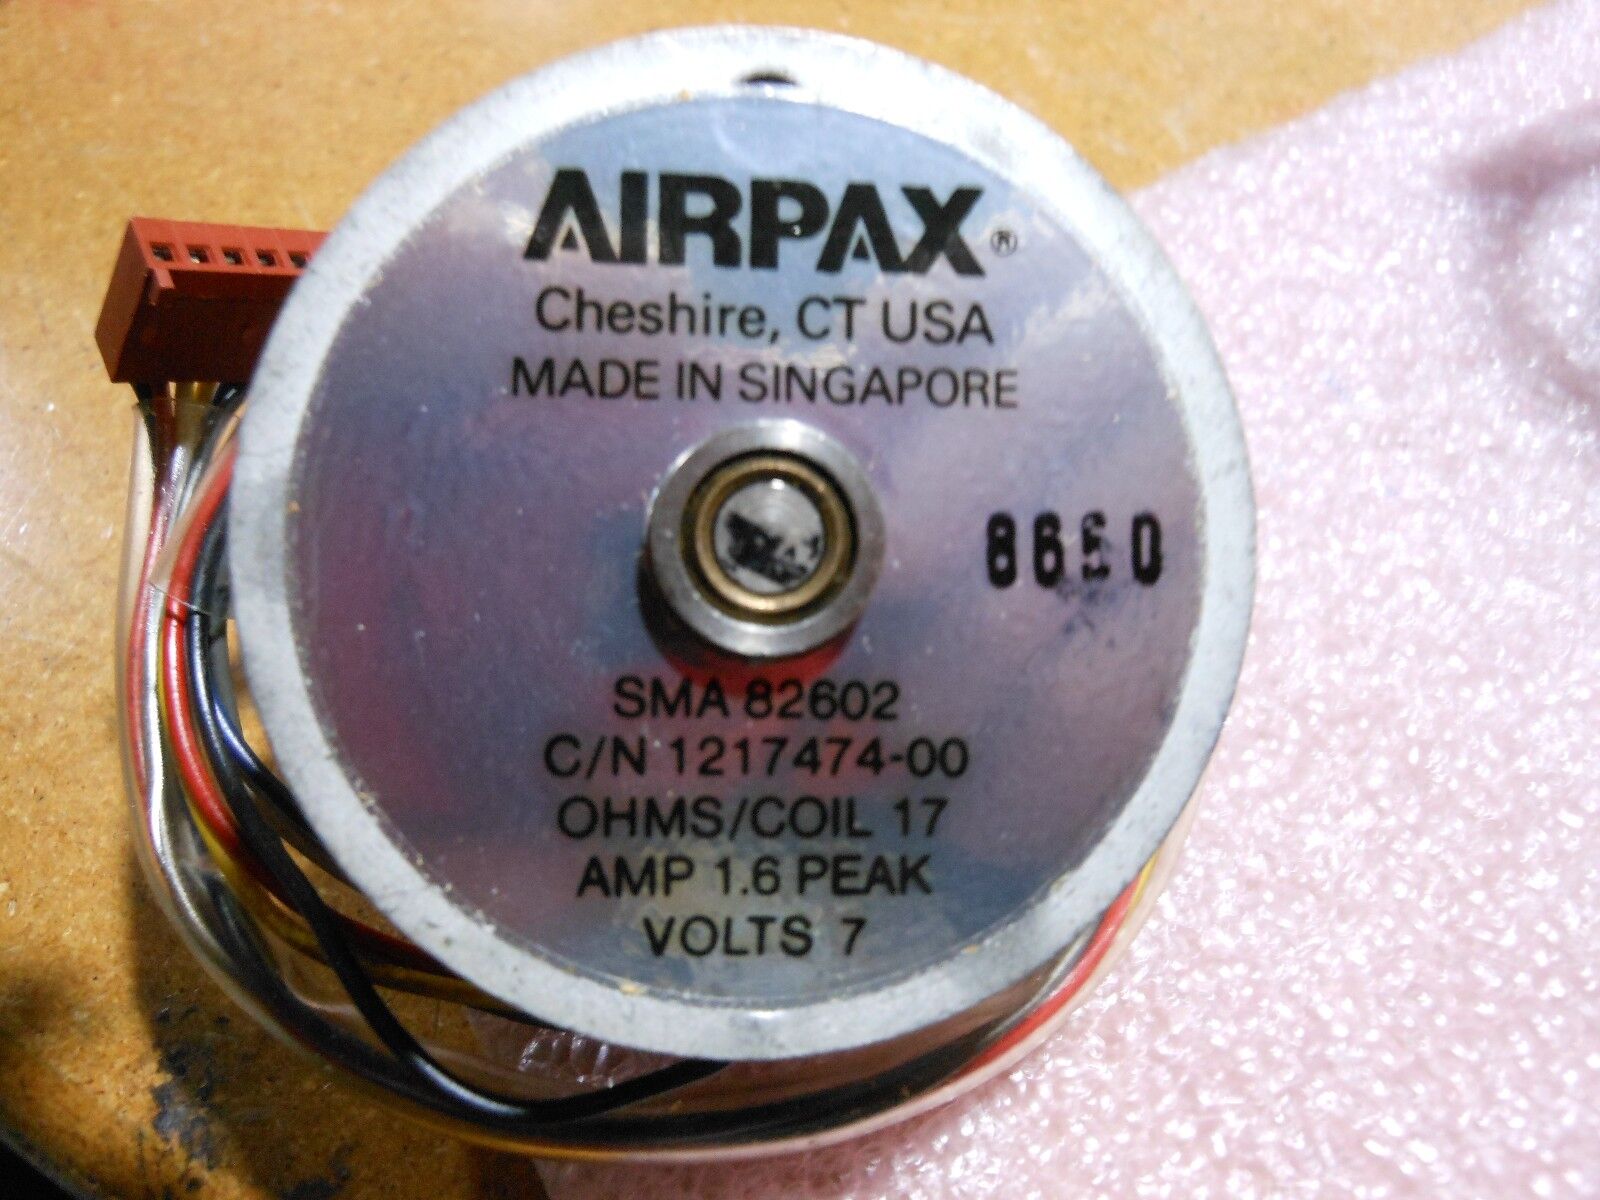 AIRPAX®
Cheshire, CT USA
MADE IN SINGAPORE
SMA 82602
C/N 1217474-00
OHMS/COIL 17
AMP 1.6 PEAK
VOLTS 7